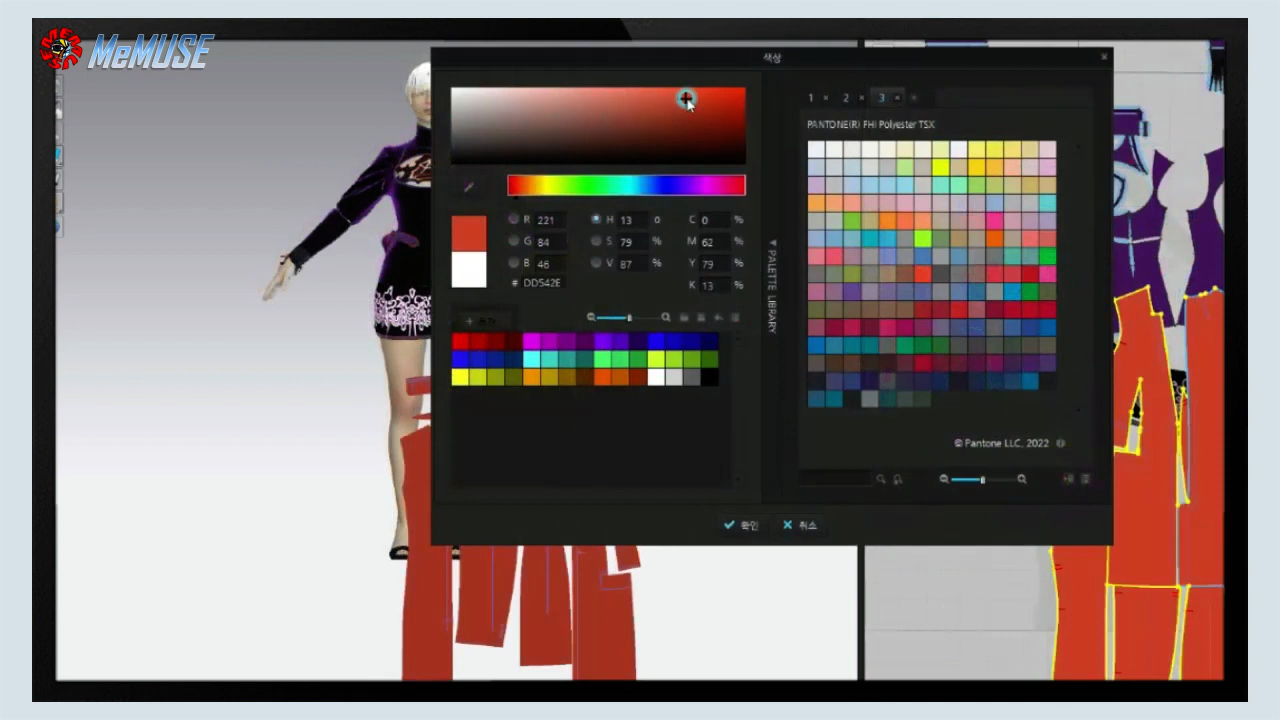 MeMUSE
색상
1 × 2 × 3 ×
PANTONE(R) FHI Polyester TSX
R 221 H 13 o C 0 %
G 84 S 79 % M 62 %
B 46 V 87 % Y 79 %
# DD542E K 13 %
◄ PALETTE LIBRARY
© Pantone LLC, 2022
확인 취소